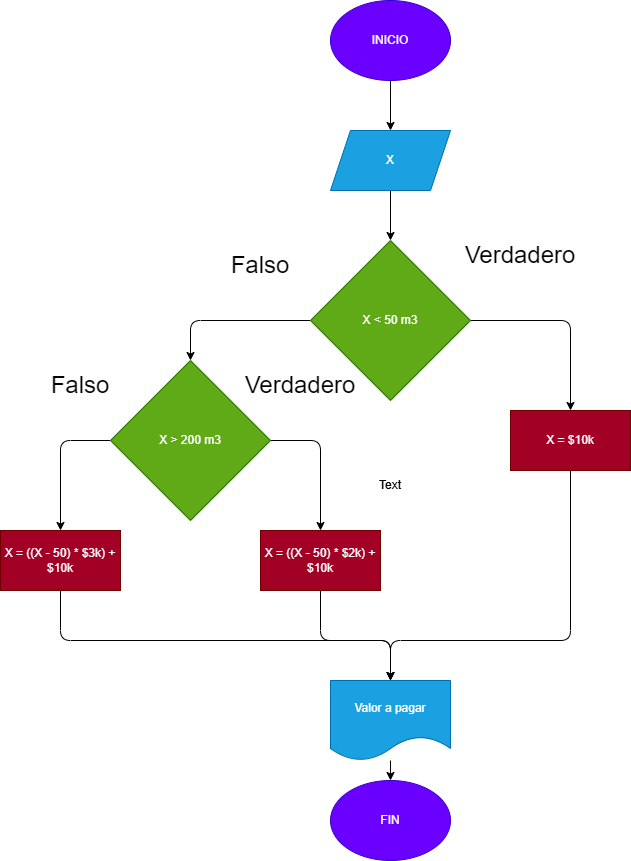 INICIO
X
Falso
Verdadero
X < 50 m3
Falso
Verdadero
X > 200 m3
X = $10k
Text
X = ((X - 50) * $3k) +
$10k
X = ((X - 50) * $2k) +
$10k
Valor a pagar
FIN